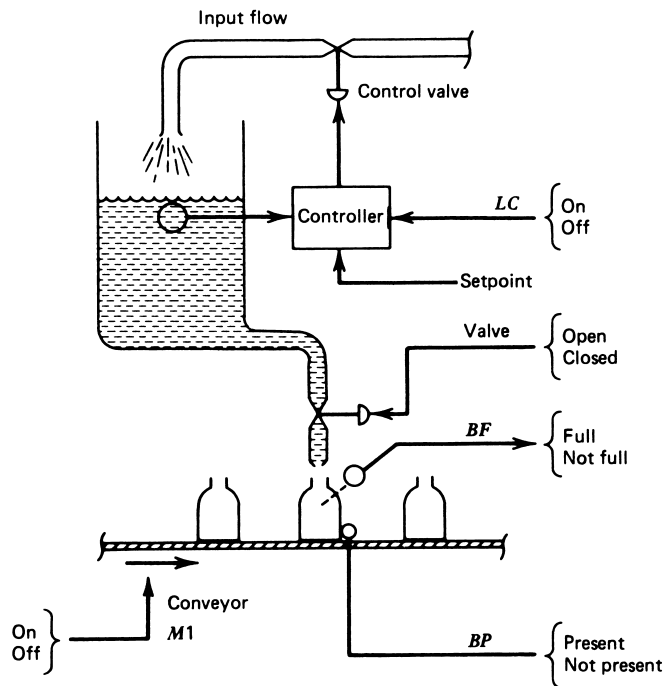 Input flow
Control valve
Controller
LC
On
Off
Setpoint
Valve
Open
Closed
BF
Full
Not full
Conveyor
M1
On
Off
BP
Present
Not present